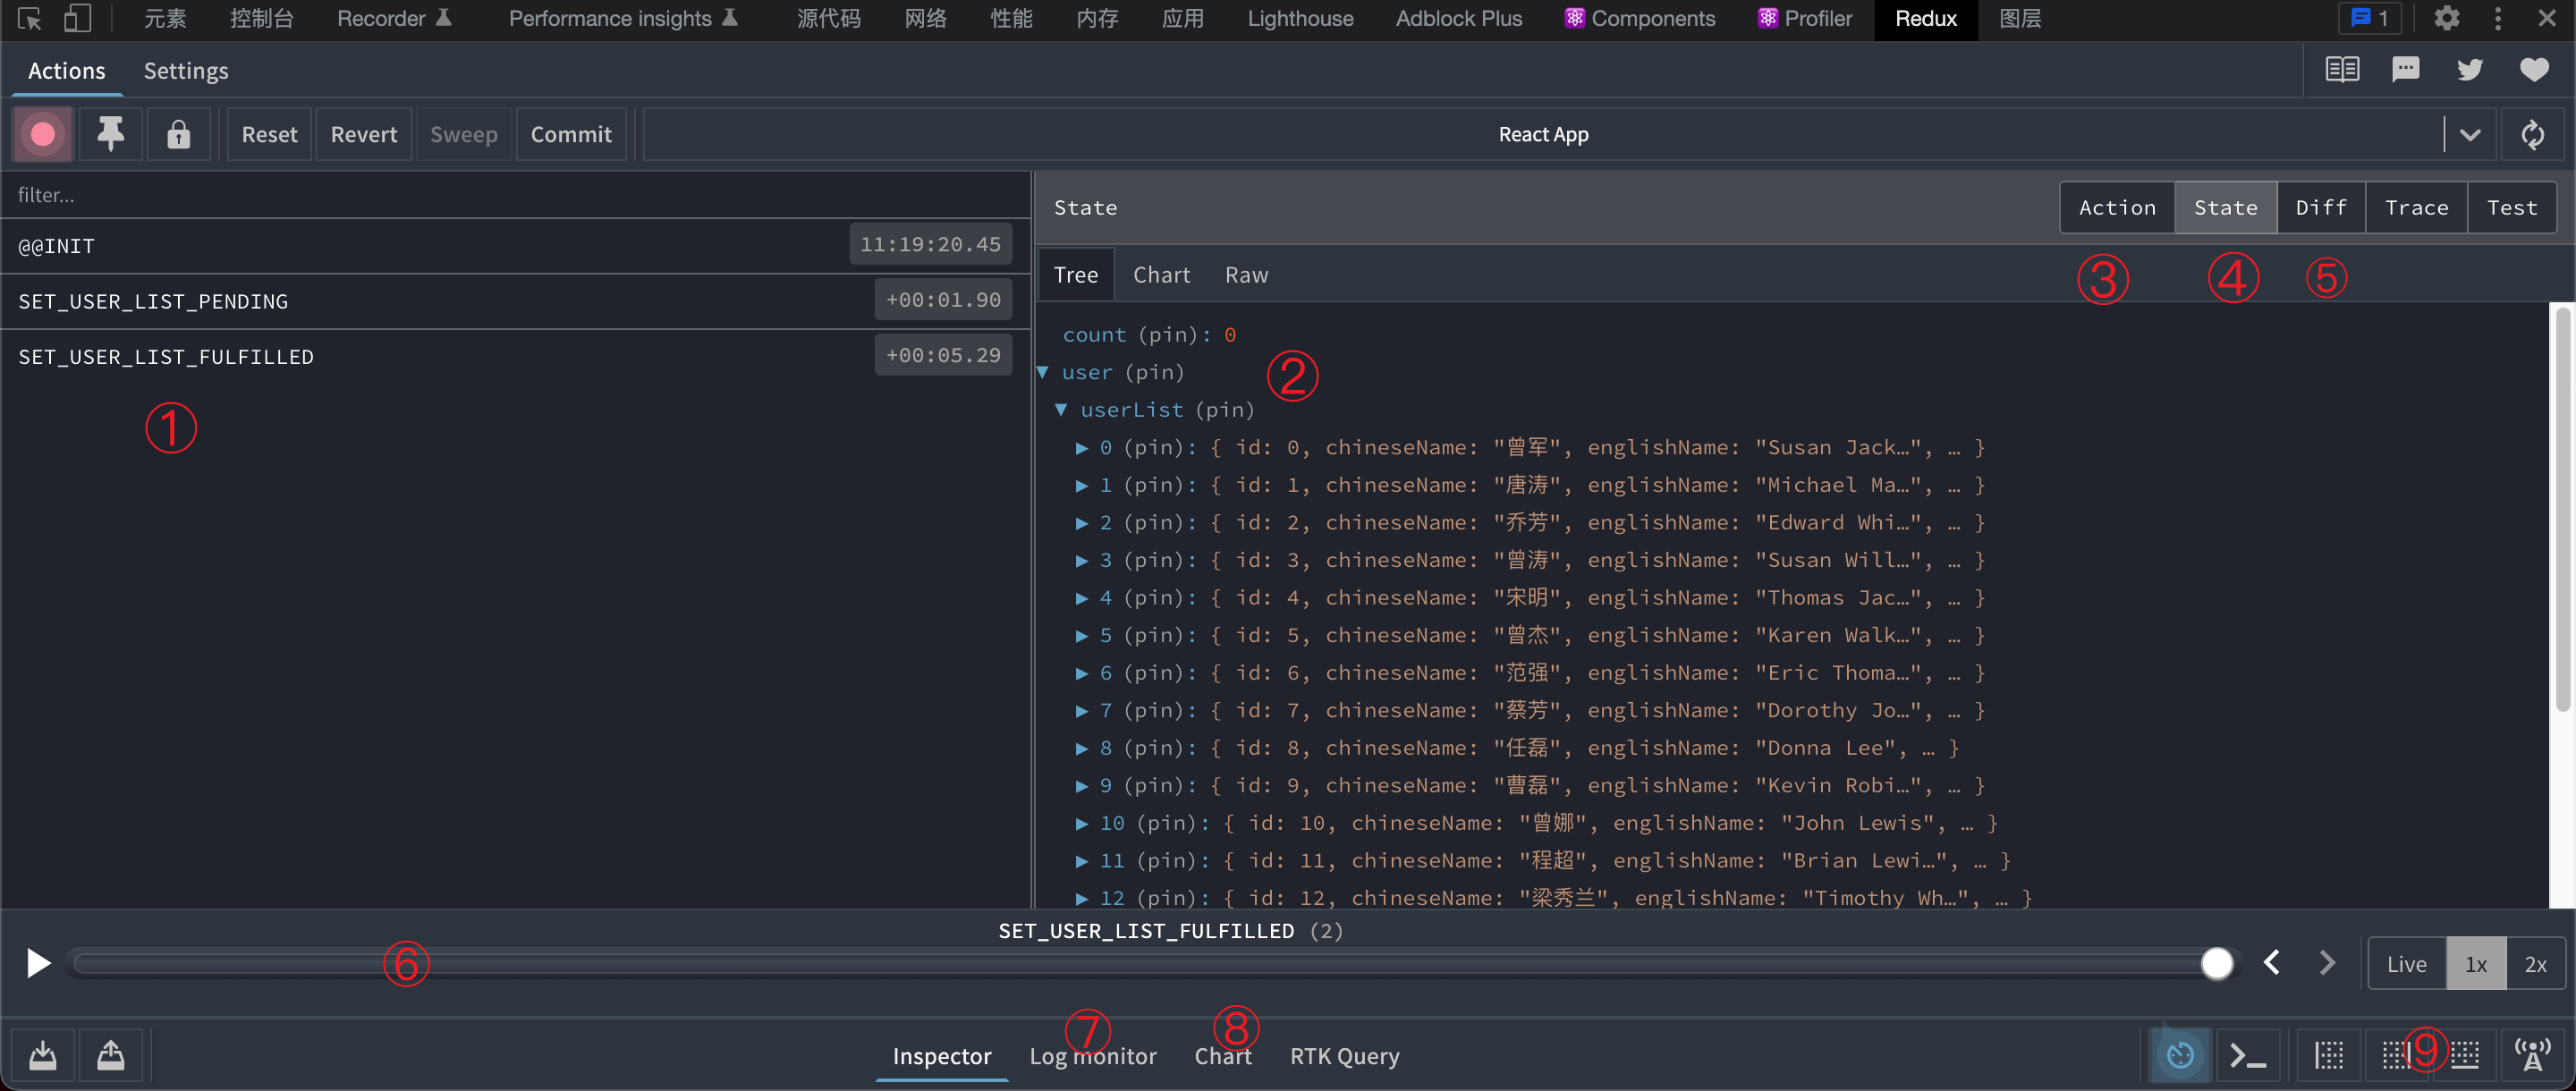 元素 控制台 Recorder Performance insights 源代码 网络 性能 内存 应用 Lighthouse Adblock Plus Components Profiler Redux 图层 1
Actions Settings
Reset Revert Sweep Commit React App
filter...
@@INIT 11:19:20.45
SET_USER_LIST_PENDING +00:01.90
SET_USER_LIST_FULFILLED +00:05.29
①
State Action State Diff Trace Test
Tree Chart Raw ③ ④ ⑤
count (pin): 0
▼ user (pin) ②
▼ userList (pin)
▶ 0 (pin): { id: 0, chineseName: "曾军", englishName: "Susan Jack…", … }
▶ 1 (pin): { id: 1, chineseName: "唐涛", englishName: "Michael Ma…", … }
▶ 2 (pin): { id: 2, chineseName: "乔芳", englishName: "Edward Whi…", … }
▶ 3 (pin): { id: 3, chineseName: "曾涛", englishName: "Susan Will…", … }
▶ 4 (pin): { id: 4, chineseName: "宋明", englishName: "Thomas Jac…", … }
▶ 5 (pin): { id: 5, chineseName: "曾杰", englishName: "Karen Walk…", … }
▶ 6 (pin): { id: 6, chineseName: "范强", englishName: "Eric Thoma…", … }
▶ 7 (pin): { id: 7, chineseName: "蔡芳", englishName: "Dorothy Jo…", … }
▶ 8 (pin): { id: 8, chineseName: "任磊", englishName: "Donna Lee", … }
▶ 9 (pin): { id: 9, chineseName: "曹磊", englishName: "Kevin Robi…", … }
▶ 10 (pin): { id: 10, chineseName: "曾娜", englishName: "John Lewis", … }
▶ 11 (pin): { id: 11, chineseName: "程超", englishName: "Brian Lewi…", … }
▶ 12 (pin): { id: 12, chineseName: "梁秀兰", englishName: "Timothy Wh…", … }
SET_USER_LIST_FULFILLED (2)
⑥ Live 1x 2x
⑦ ⑧ ⑨
Inspector Log monitor Chart RTK Query